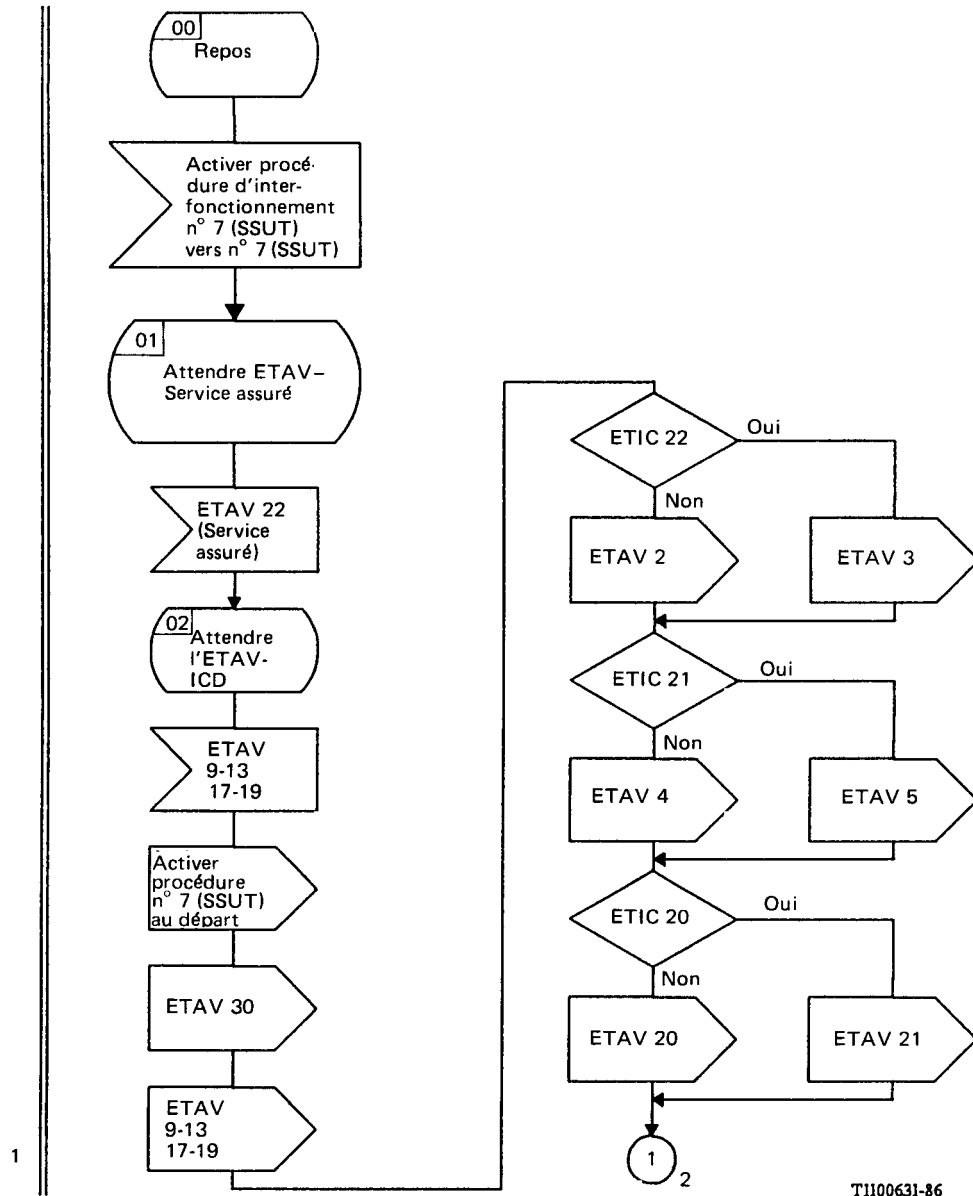 00
Repos
Activer procé-
dure d'inter-
fonctionnement
n° 7 (SSUT)
vers n° 7 (SSUT)
01
Attendre ETAV–
Service assuré
ETAV 22
(Service
assuré)
02
Attendre
l'ETAV-
ICD
ETAV
9-13
17-19
Activer
procédure
n° 7 (SSUT)
au départ
ETAV 30
ETAV
9-13
17-19
1
ETIC 22
Oui
Non
ETAV 2
ETAV 3
ETIC 21
Oui
Non
ETAV 4
ETAV 5
ETIC 20
Oui
Non
ETAV 20
ETAV 21
1
2
T1100631-86